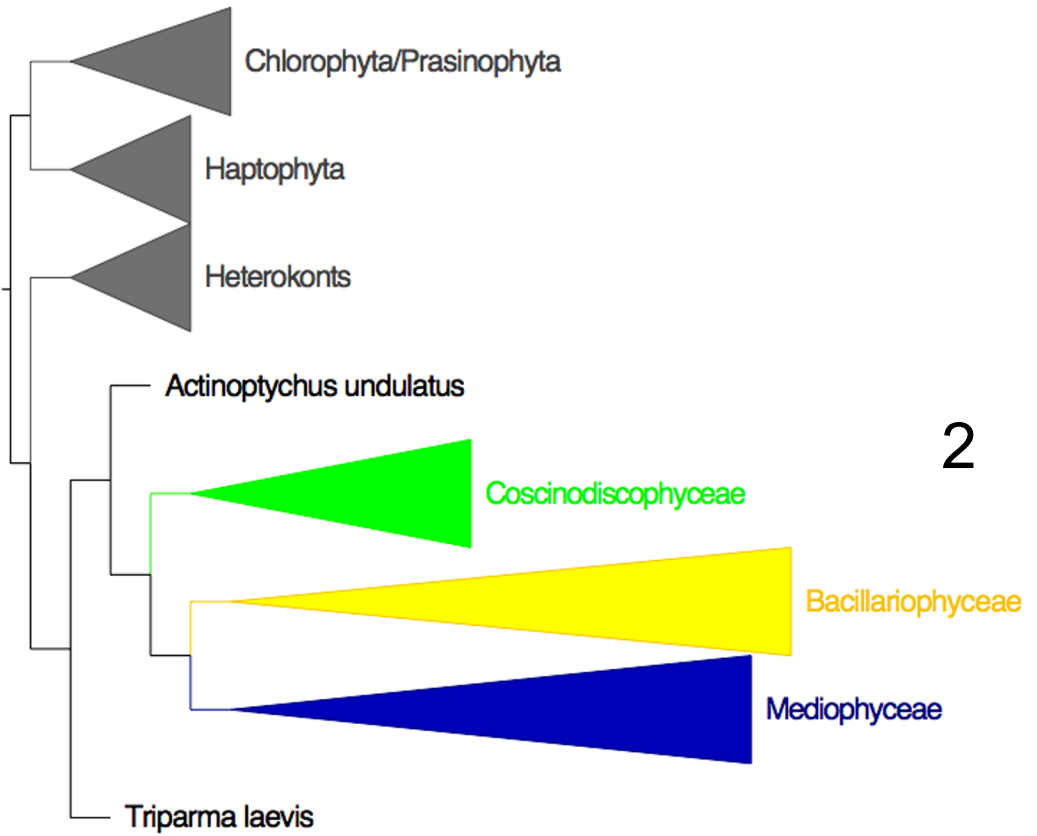 Chlorophyta/Prasinophyta
Haptophyta
Heterokonts
Actinoptychus undulatus
2
Coscinodiscophyceae
Bacillariophyceae
Mediophyceae
Triparma laevis